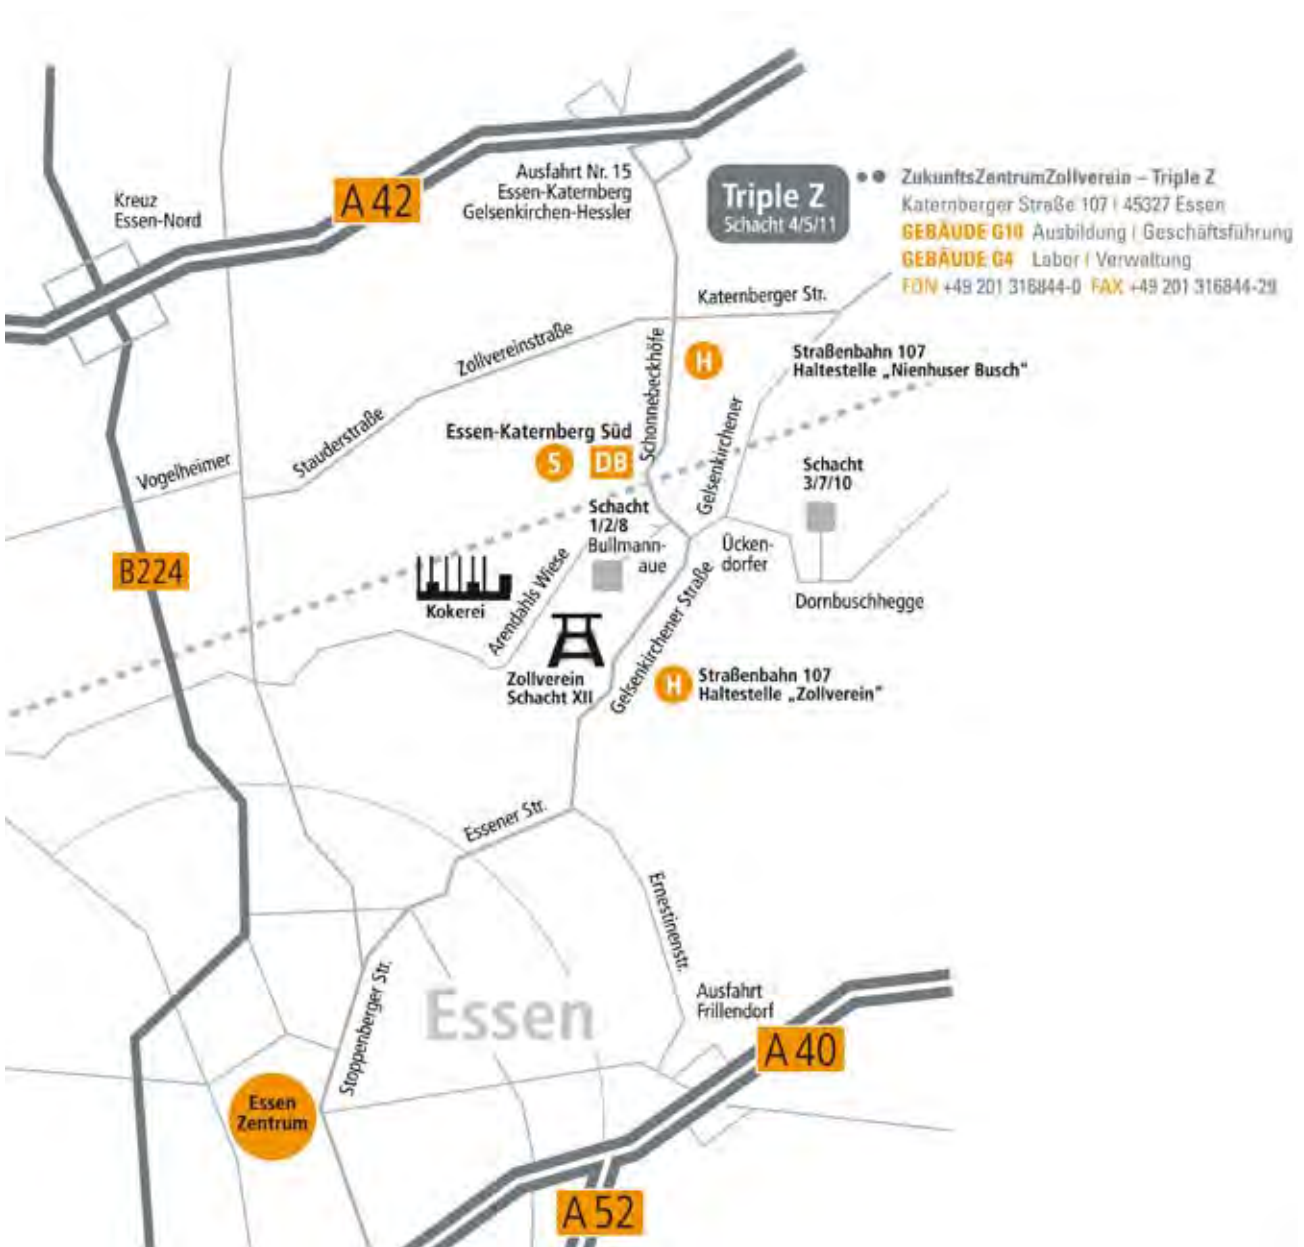 A 42
Kreuz
Essen-Nord
Ausfahrt Nr. 15
Essen-Katernberg
Gelsenkirchen-Hessler
Triple Z
Schacht 4/5/11
ZukunftsZentrumZollverein – Triple Z
Katernberger Straße 107 | 45327 Essen
GEBÄUDE G10 Ausbildung | Geschäftsführung
GEBÄUDE G4 Labor | Verwaltung
FON +49 201 316844-0 FAX +49 201 316844-29
Katernberger Str.
Zollvereinstraße
Schonnebeckhöfe
H
Straßenbahn 107
Haltestelle „Nienhuser Busch“
Stauderstraße
Essen-Katernberg Süd
S
DB
Gelsenkirchener
Vogelheimer
Schacht
3/7/10
Schacht
1/2/8
Bullmann-
aue
Ücken-
dorfer
B224
Kokerei
Arendahls Wiese
Dornbuschhegge
Zollverein
Schacht XII
Gelsenkirchener Straße
H
Straßenbahn 107
Haltestelle „Zollverein“
Essener Str.
Ernestinenstr.
Stoppenberger Str.
Essen
Ausfahrt
Frillendorf
A 40
Essen
Zentrum
A 52